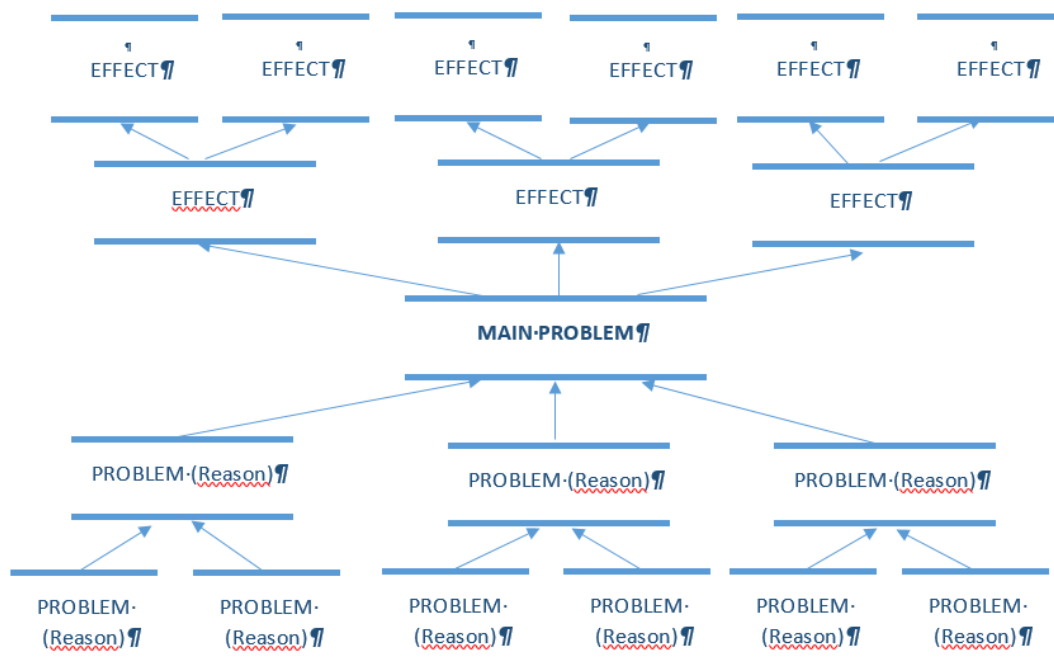 ¶ ¶ ¶ ¶ ¶ ¶
EFFECT¶ EFFECT¶ EFFECT¶ EFFECT¶ EFFECT¶ EFFECT¶
EFFECT¶ EFFECT¶ EFFECT¶
MAIN·PROBLEM¶
PROBLEM·(Reason)¶ PROBLEM·(Reason)¶ PROBLEM·(Reason)¶
PROBLEM· PROBLEM· PROBLEM· PROBLEM· PROBLEM· PROBLEM·
(Reason)¶ (Reason)¶ (Reason)¶ (Reason)¶ (Reason)¶ (Reason)¶